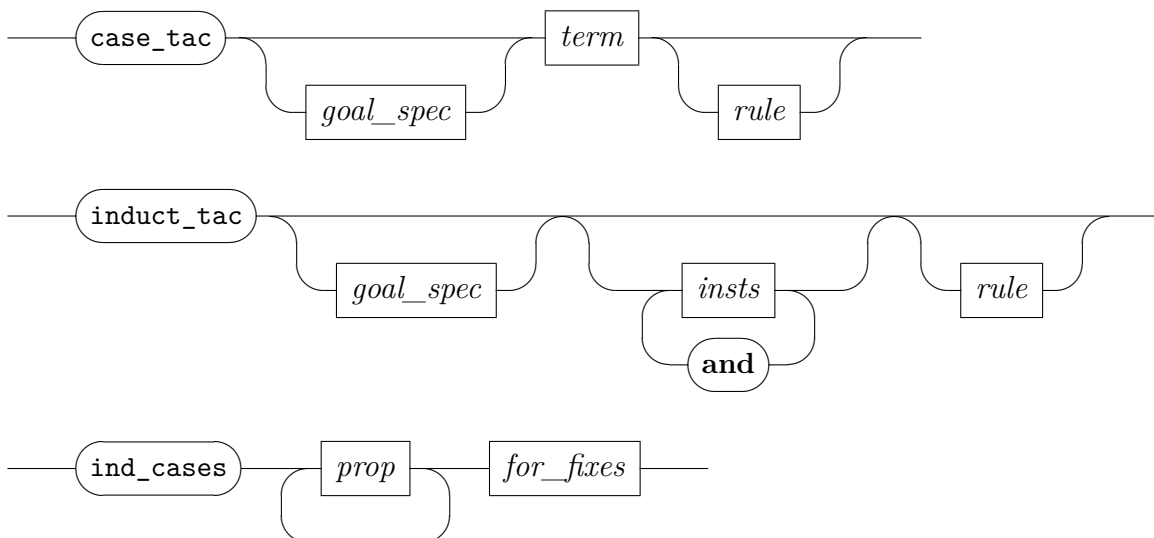 case_tac term
goal_spec rule
induct_tac
goal_spec insts rule
and
ind_cases prop for_fixes